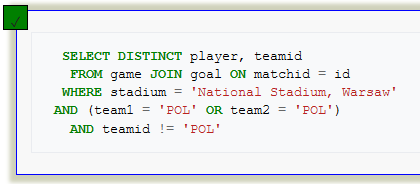 ✓
SELECT DISTINCT player, teamid
FROM game JOIN goal ON matchid = id
WHERE stadium = 'National Stadium, Warsaw'
AND (team1 = 'POL' OR team2 = 'POL')
AND teamid != 'POL'